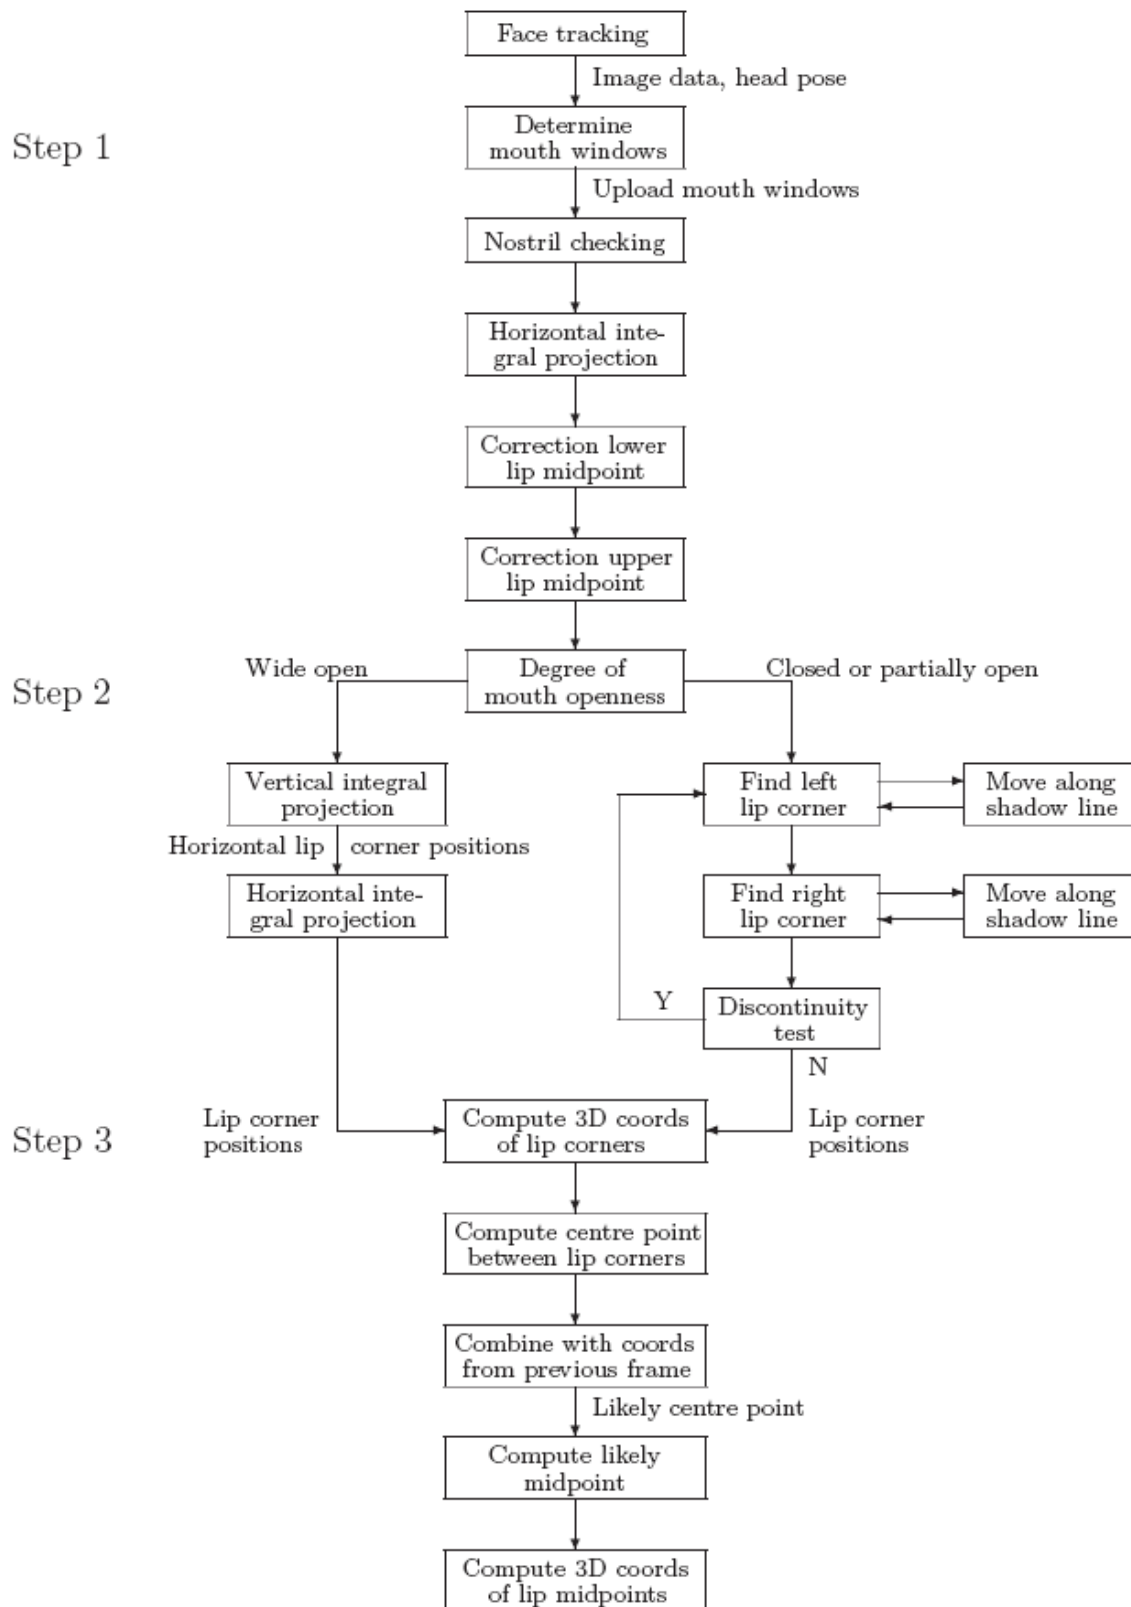 Face tracking
Image data, head pose
Step 1
Determine
mouth windows
Upload mouth windows
Nostril checking
Horizontal inte-
gral projection
Correction lower
lip midpoint
Correction upper
lip midpoint
Step 2
Wide open
Degree of
mouth openness
Closed or partially open
Vertical integral
projection
Horizontal lip corner positions
Horizontal inte-
gral projection
Find left
lip corner
Move along
shadow line
Find right
lip corner
Move along
shadow line
Y
Discontinuity
test
N
Step 3
Lip corner
positions
Compute 3D coords
of lip corners
Lip corner
positions
Compute centre point
between lip corners
Combine with coords
from previous frame
Likely centre point
Compute likely
midpoint
Compute 3D coords
of lip midpoints